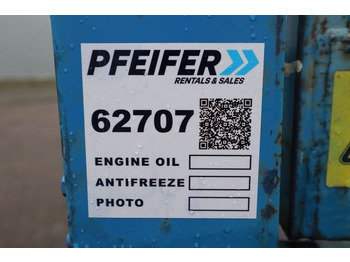 PFEIFER
RENTALS & SALES
62707
ENGINE OIL
ANTIFREEZE
PHOTO